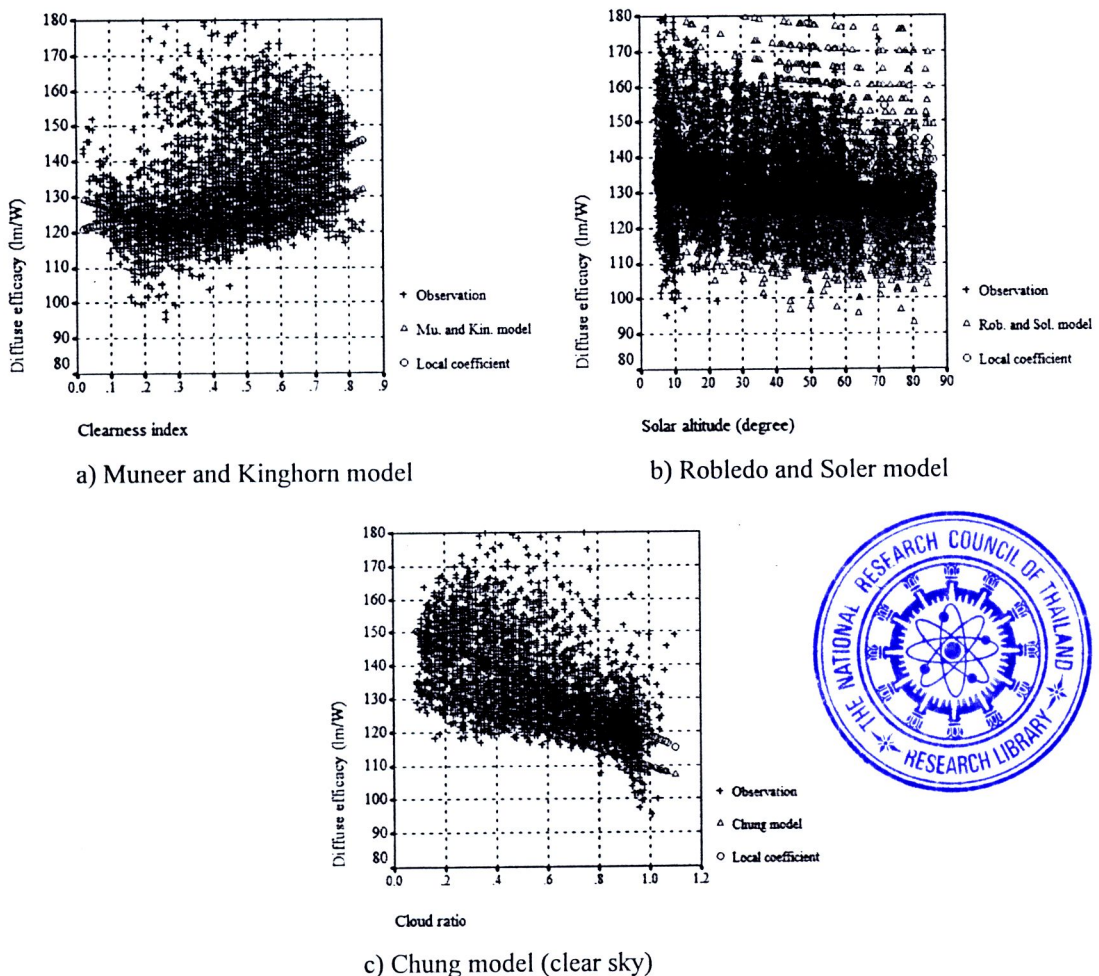 180
170
160
150
140
130
120
110
100
90
80
Diffuse efficacy (lm/W)
0.0 .1 .2 .3 .4 .5 .6 .7 .8 .9
Clearness index
+ Observation
△ Mu. and Kin. model
○ Local coefficient
a) Muneer and Kinghorn model
180
170
160
150
140
130
120
110
100
90
80
Diffuse efficacy (lm/W)
0 10 20 30 40 50 60 70 80 90
Solar altitude (degree)
+ Observation
△ Rob. and Sol. model
○ Local coefficient
b) Robledo and Soler model
180
170
160
150
140
130
120
110
100
90
80
Diffuse efficacy (lm/W)
0.0 .2 .4 .6 .8 1.0 1.2
Cloud ratio
+ Observation
△ Chung model
○ Local coefficient
c) Chung model (clear sky)
THE NATIONAL RESEARCH COUNCIL OF THAILAND
RESEARCH LIBRARY